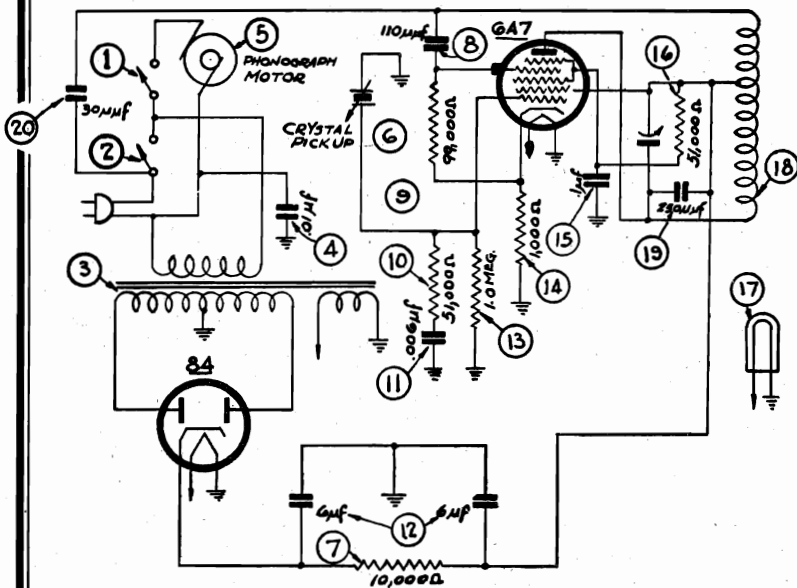 110μμf
8
6A7
1
5
PHONOGRAPH
MOTOR
16
20
30μμf
CRYSTAL
PICKUP
6
99,000Ω
51,000Ω
2
9
.1μf
15
250μμf
19
18
.01μf
4
3
10
51,000Ω
1.0 MEG.
1,000Ω
14
13
.006μf
11
17
84
6μf
12
6μf
7
10,000Ω